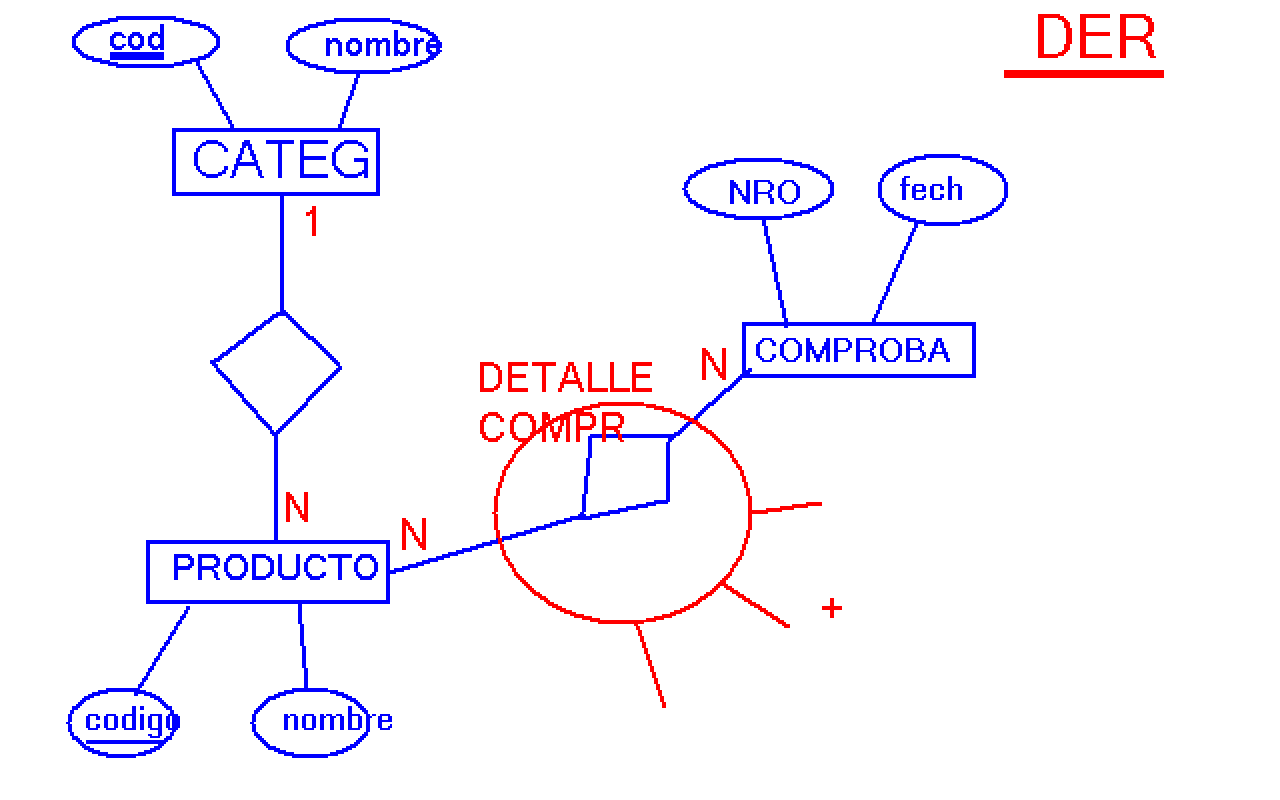 DER
cod
nombre
CATEG
1
NRO
fech
COMPROBA
N
DETALLE
COMPR
N
N
PRODUCTO
+
codigo
nombre